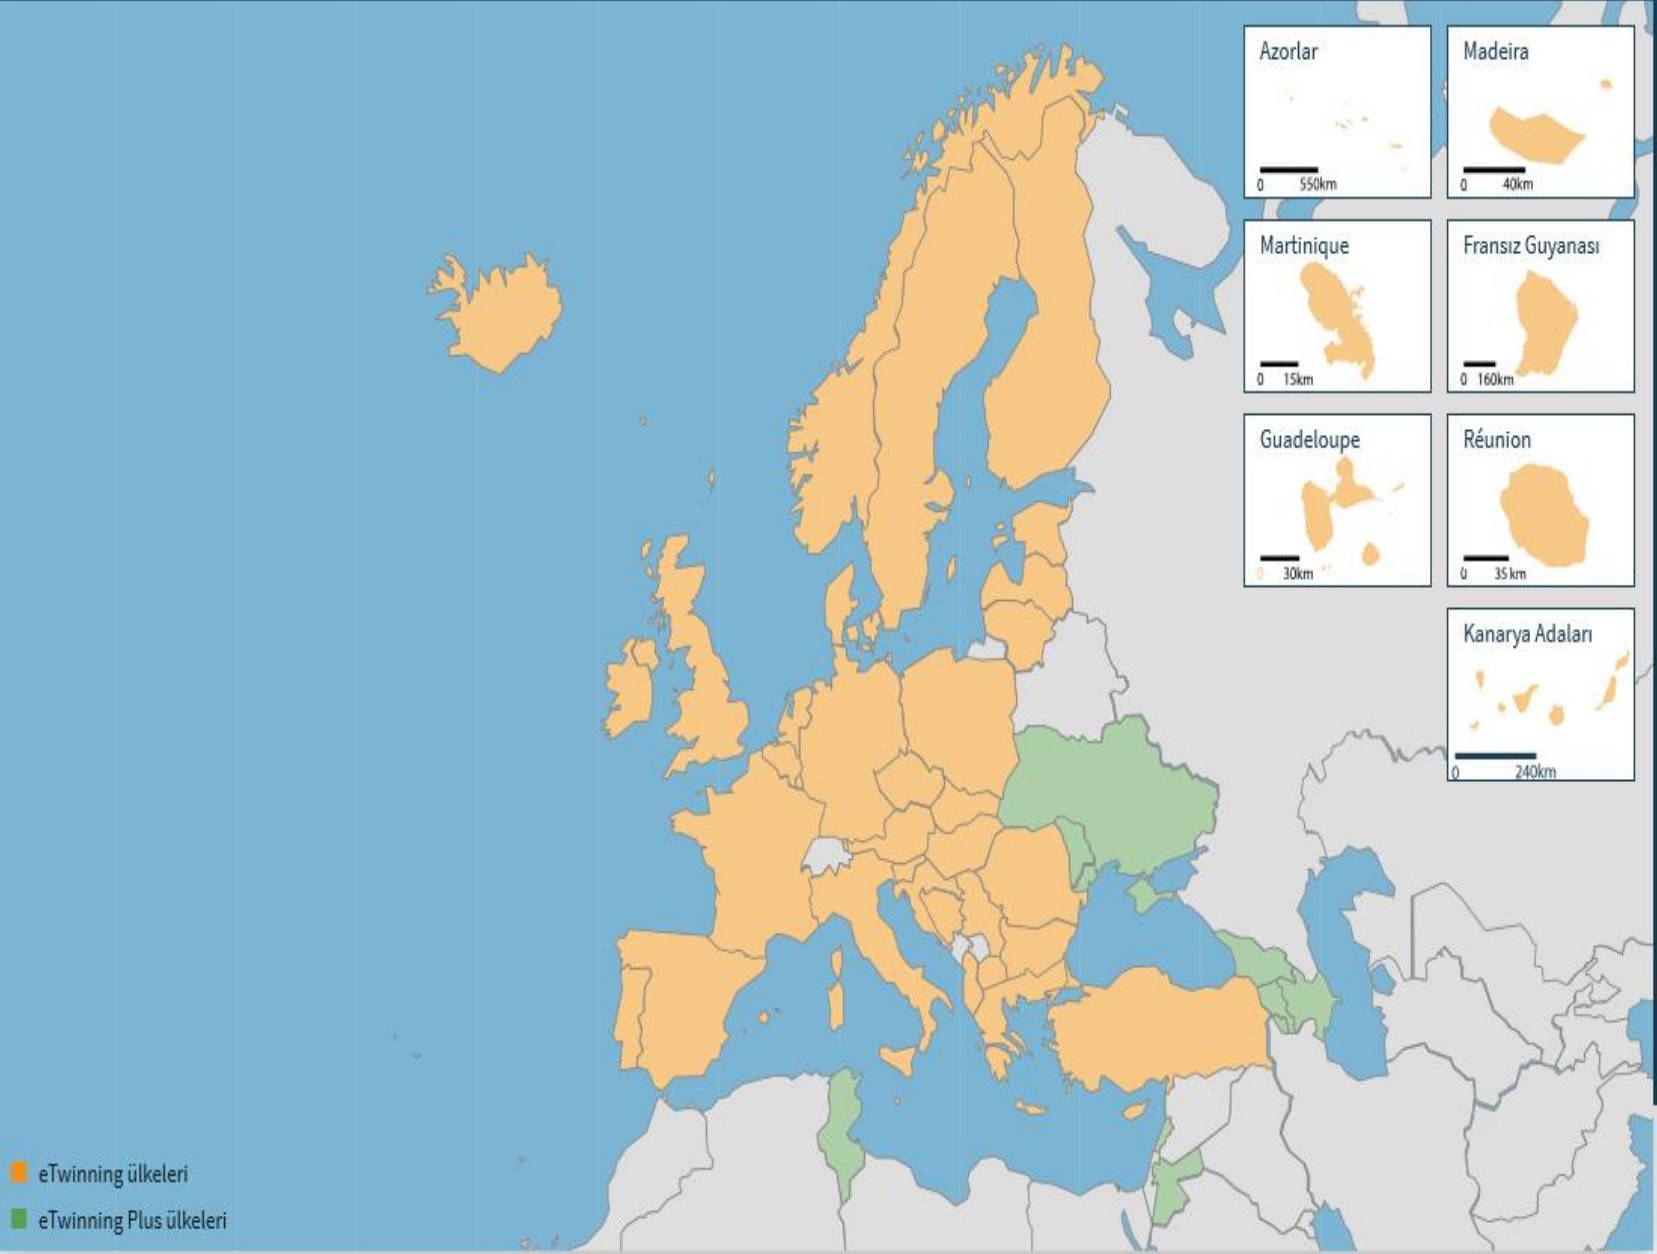 Azorlar
0 550km
Madeira
0 40km
Martinique
0 15km
Fransız Guyanası
0 160km
Guadeloupe
0 30km
Réunion
0 35 km
Kanarya Adaları
0 240km
eTwinning ülkeleri
eTwinning Plus ülkeleri